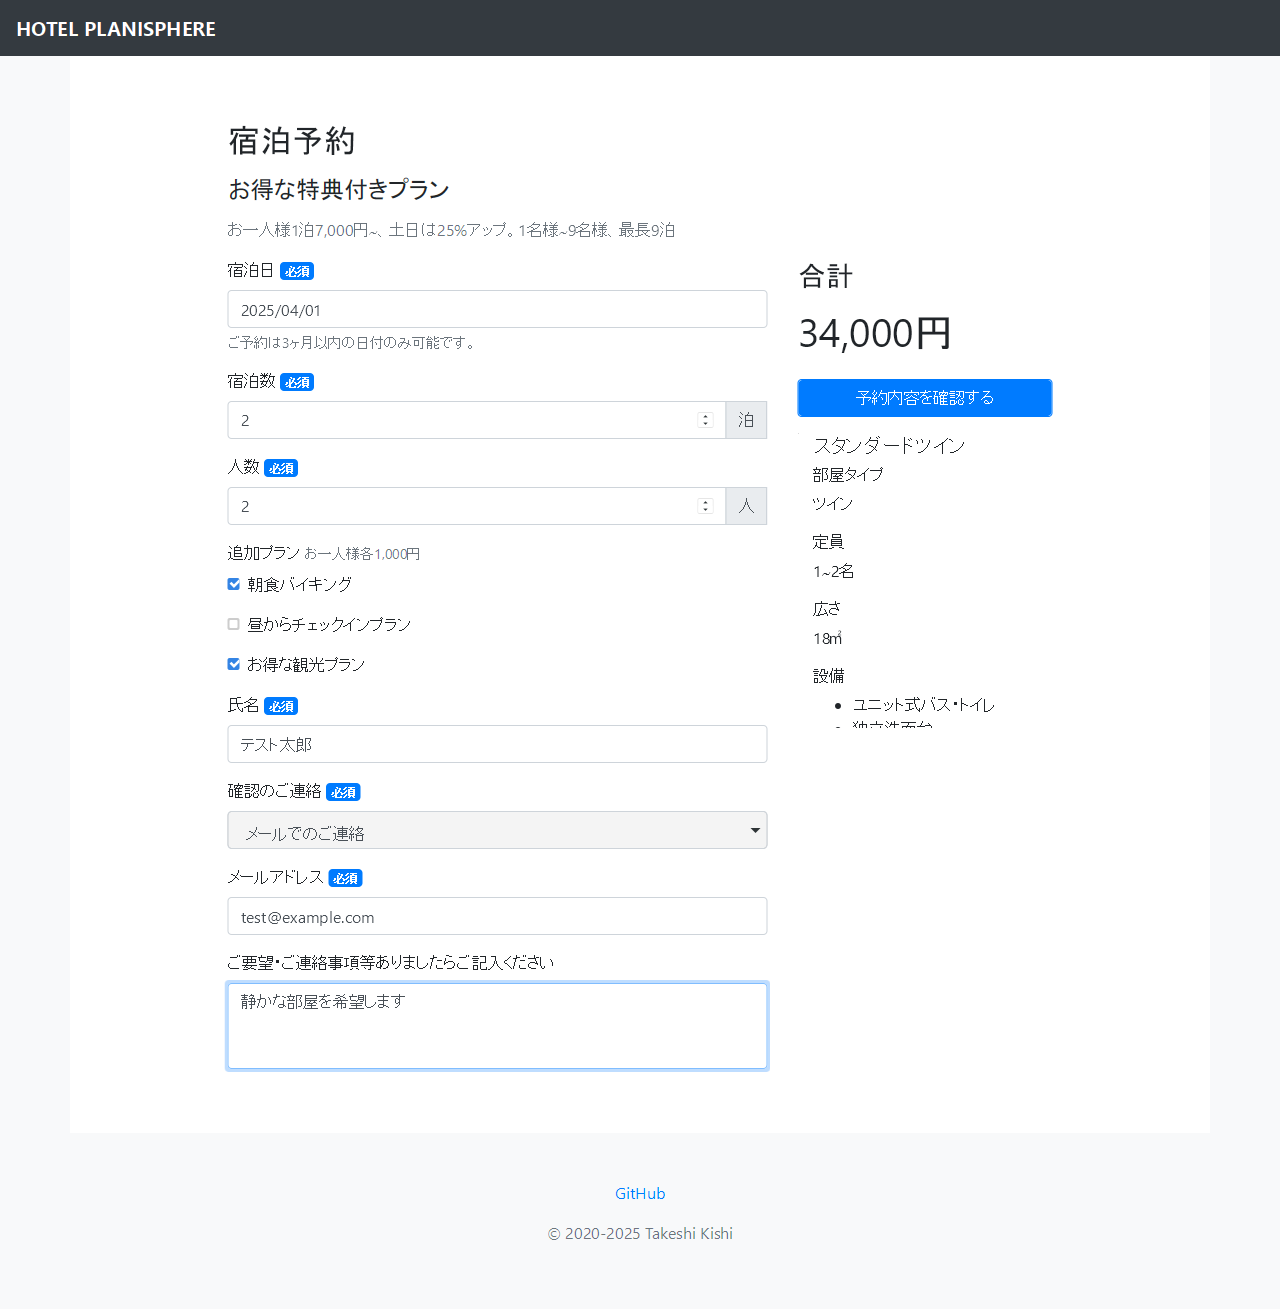 HOTEL PLANISPHERE
宿泊予約
お得な特典付きプラン
お一人様1泊7,000円~、土日は25%アップ。1名様~9名様、最長9泊
宿泊日 必須
2025/04/01
ご予約は3ヶ月以内の日付のみ可能です。
宿泊数 必須
2 泊
人数 必須
2 人
追加プラン お一人様各1,000円
朝食バイキング
昼からチェックインプラン
お得な観光プラン
氏名 必須
テスト太郎
確認のご連絡 必須
メールでのご連絡
メールアドレス 必須
test@example.com
ご要望・ご連絡事項等ありましたらご記入ください
静かな部屋を希望します
合計
34,000円
予約内容を確認する
スタンダードツイン
部屋タイプ
ツイン
定員
1~2名
広さ
18㎡
設備
• ユニット式バス・トイレ
• 独立洗面台
GitHub
© 2020-2025 Takeshi Kishi